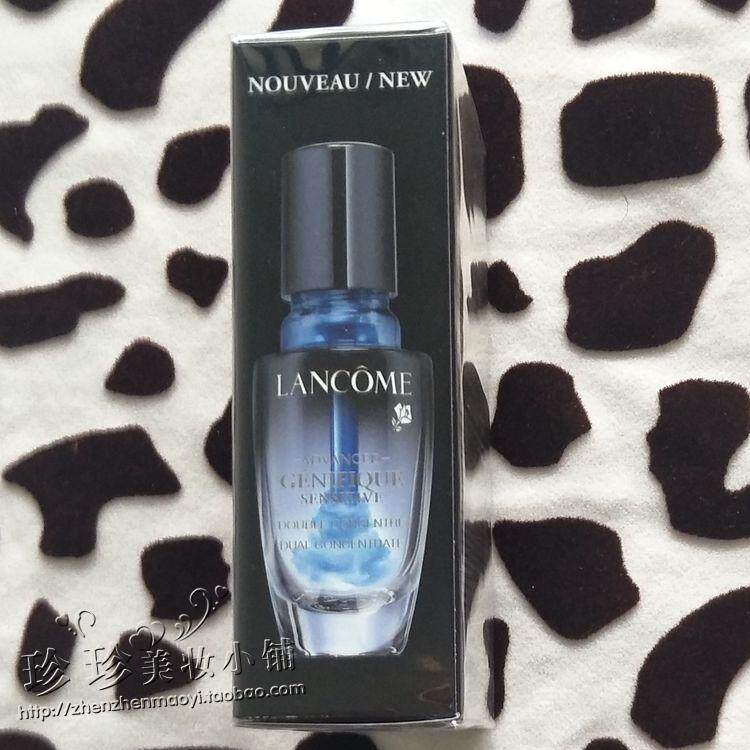 NOUVEAU / NEW
LANCÔME
ADVANCED
GÉNIFIQUE
SENSITIVE
DOUBLE CONCENTRÉ
DUAL CONCENTRATE
珍珍美妆小铺
http://zhenzhenmaoyi.taobao.com